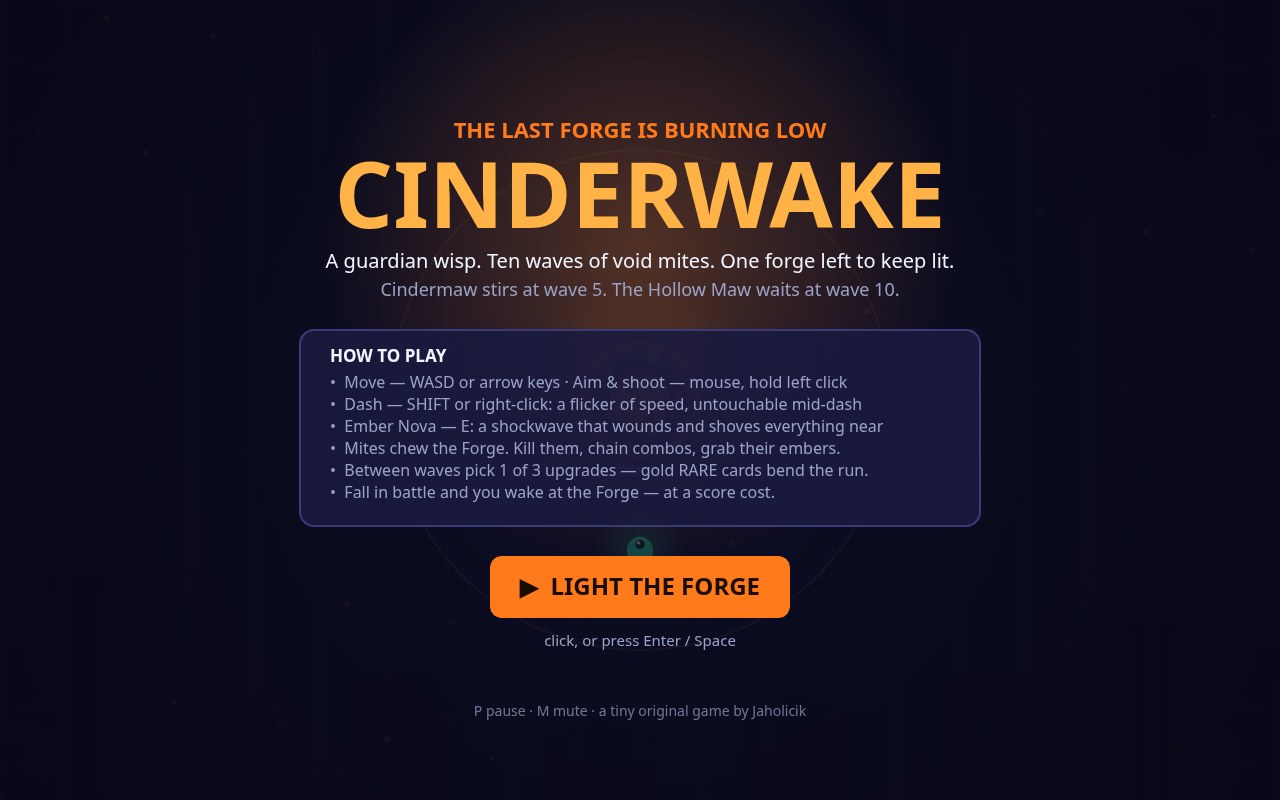 THE LAST FORGE IS BURNING LOW
CINDERWAKE
A guardian wisp. Ten waves of void mites. One forge left to keep lit.
Cindermaw stirs at wave 5. The Hollow Maw waits at wave 10.
HOW TO PLAY
• Move — WASD or arrow keys · Aim & shoot — mouse, hold left click
• Dash — SHIFT or right-click: a flicker of speed, untouchable mid-dash
• Ember Nova — E: a shockwave that wounds and shoves everything near
• Mites chew the Forge. Kill them, chain combos, grab their embers.
• Between waves pick 1 of 3 upgrades — gold RARE cards bend the run.
• Fall in battle and you wake at the Forge — at a score cost.
▶ LIGHT THE FORGE
click, or press Enter / Space
P pause · M mute · a tiny original game by Jaholicik